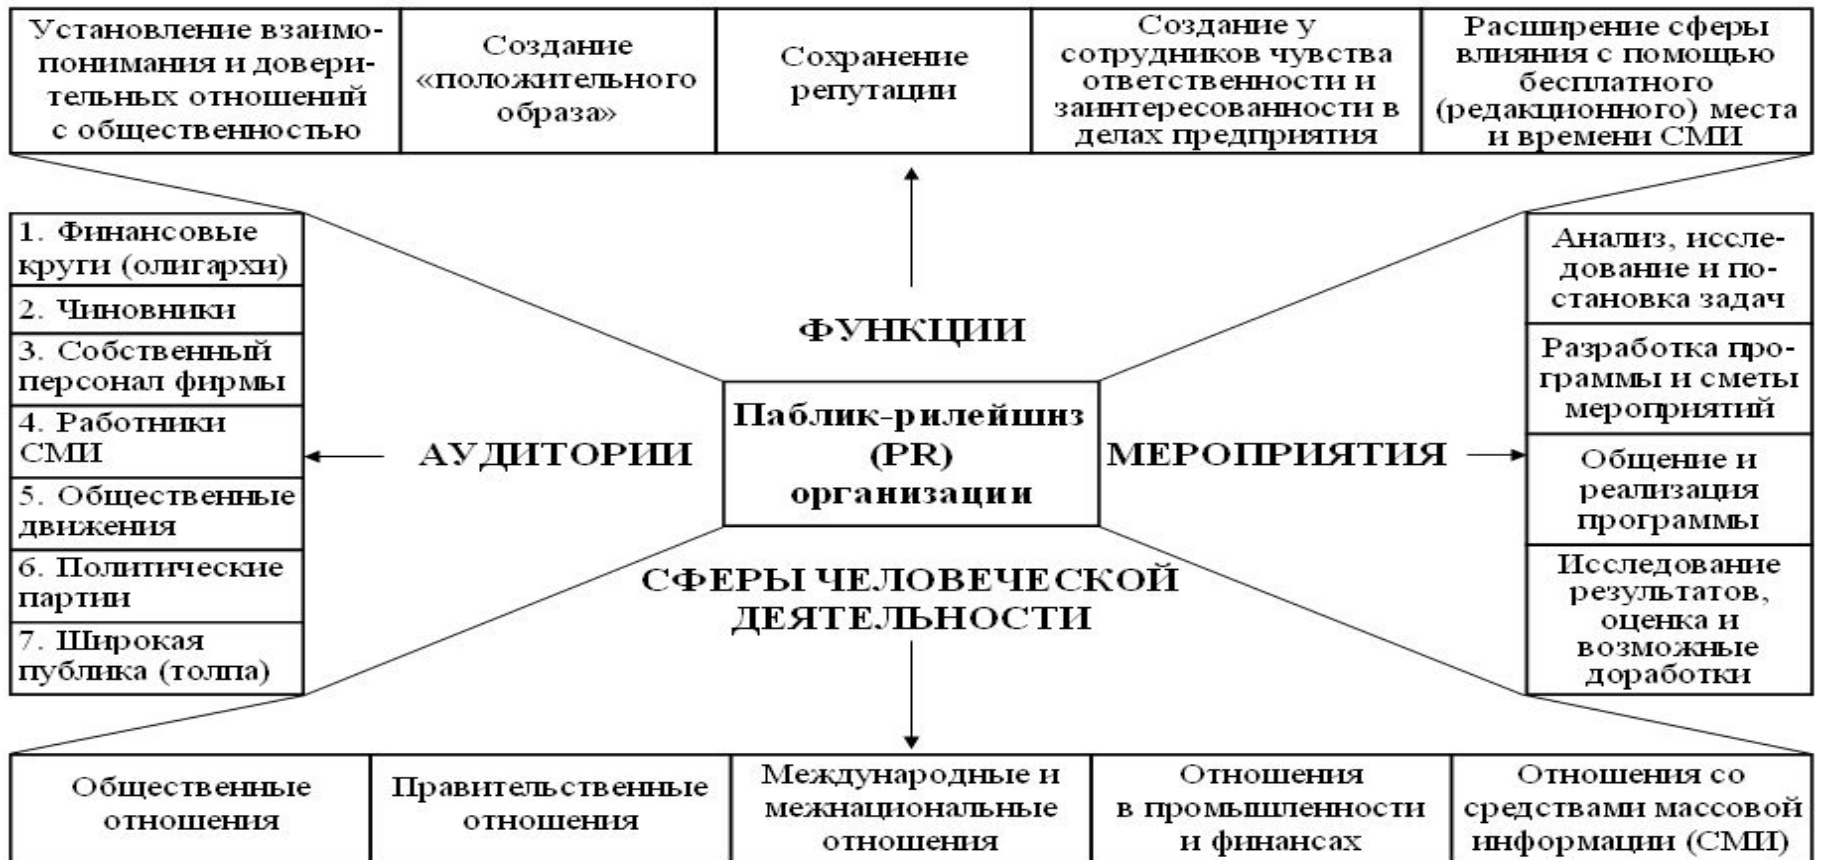 Установление взаимо-
понимания и довери-
тельных отношений
с общественностью
Создание
«положительного
образа»
Сохранение
репутации
Создание у
сотрудников чувства
ответственности и
заинтересованности в
делах предприятия
Расширение сферы
влияния с помощью
бесплатного
(редакционного) места
и времени СМИ
ФУНКЦИИ
1. Финансовые
круги (олигархи)
2. Чиновники
3. Собственный
персонал фирмы
4. Работники
СМИ
5. Общественные
движения
6. Политические
партии
7. Широкая
публика (толпа)
АУДИТОРИИ
Паблик-рилейшнз
(PR)
организации
МЕРОПРИЯТИЯ
Анализ, иссле-
дование и по-
становка задач
Разработка про-
граммы и сметы
мероприятий
Общение и
реализация
программы
Исследование
результатов,
оценка и
возможные
доработки
СФЕРЫ ЧЕЛОВЕЧЕСКОЙ
ДЕЯТЕЛЬНОСТИ
Общественные
отношения
Правительственные
отношения
Международные и
межнациональные
отношения
Отношения
в промышленности
и финансах
Отношения со
средствами массовой
информации (СМИ)